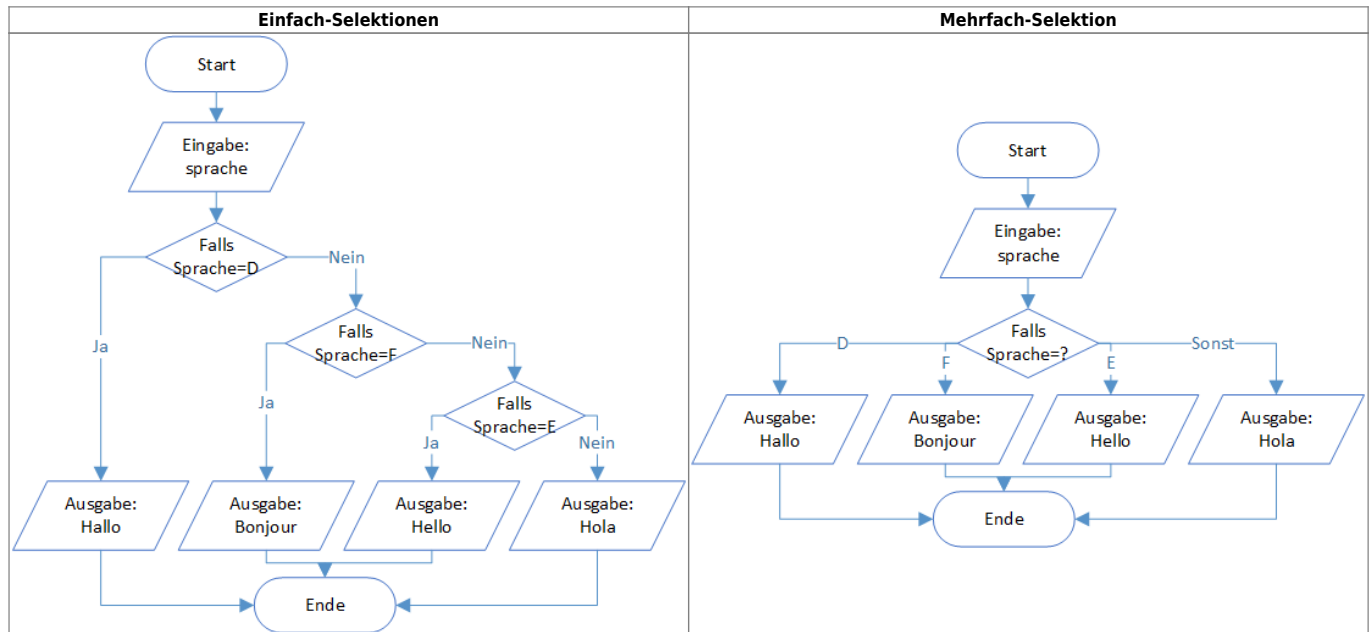 Einfach-Selektionen
Start
Eingabe:
sprache
Falls
Sprache=D
Nein
Ja
Falls
Sprache=F
Nein
Ja
Falls
Sprache=E
Ja
Nein
Ausgabe:
Hallo
Ausgabe:
Bonjour
Ausgabe:
Hello
Ausgabe:
Hola
Ende
Mehrfach-Selektion
Start
Eingabe:
sprache
Falls
Sprache=?
D
F
E
Sonst
Ausgabe:
Hallo
Ausgabe:
Bonjour
Ausgabe:
Hello
Ausgabe:
Hola
Ende